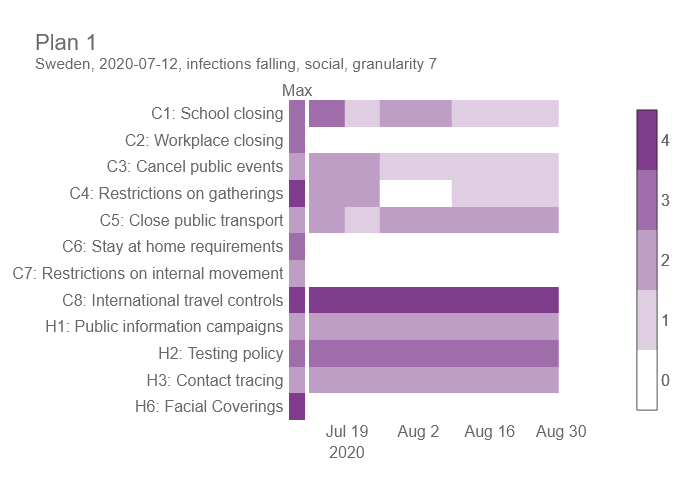 Plan 1
Sweden, 2020-07-12, infections falling, social, granularity 7
Max
C1: School closing
C2: Workplace closing
C3: Cancel public events
C4: Restrictions on gatherings
C5: Close public transport
C6: Stay at home requirements
C7: Restrictions on internal movement
C8: International travel controls
H1: Public information campaigns
H2: Testing policy
H3: Contact tracing
H6: Facial Coverings
Jul 19 Aug 2 Aug 16 Aug 30
2020
4
3
2
1
0